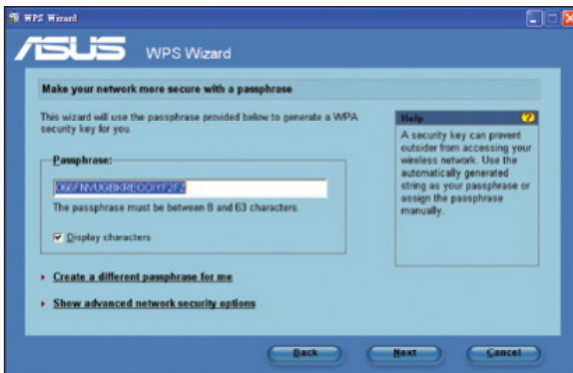 WPS Wizard
ASUS WPS Wizard
Make your network more secure with a passphrase
This wizard will use the passphrase provided below to generate a WPA
security key for you.
Passphrase:
The passphrase must be between 8 and 63 characters.
Display characters
Create a different passphrase for me
Show advanced network security options
Help
A security key can prevent
outsider from accessing your
wireless network. Use the
automatically generated
string as your passphrase or
assign the passphrase
manually.
Back Next Cancel